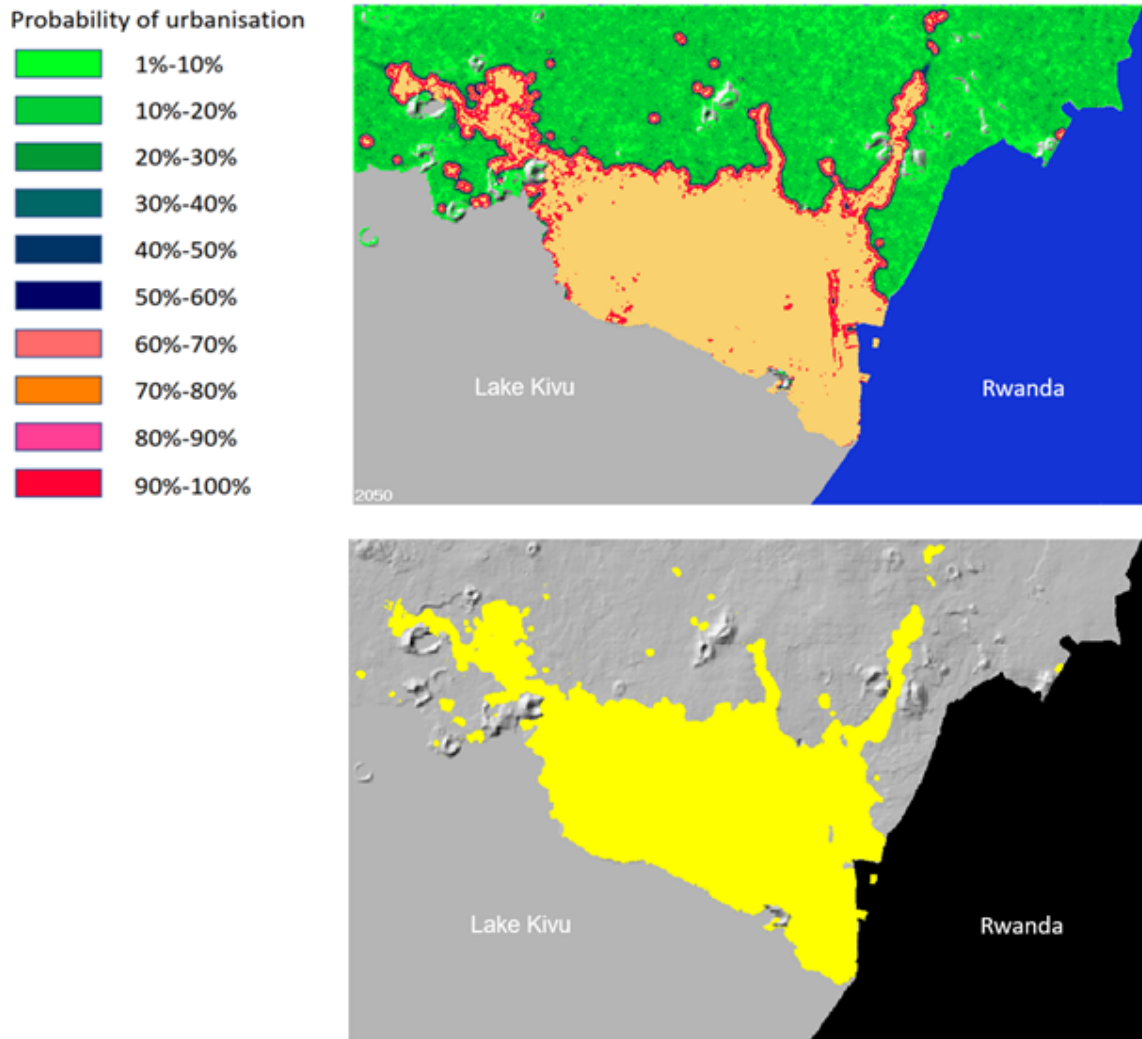 Probability of urbanisation
1%-10%
10%-20%
20%-30%
30%-40%
40%-50%
50%-60%
60%-70%
70%-80%
80%-90%
90%-100%
Lake Kivu
Rwanda
2050
Lake Kivu
Rwanda